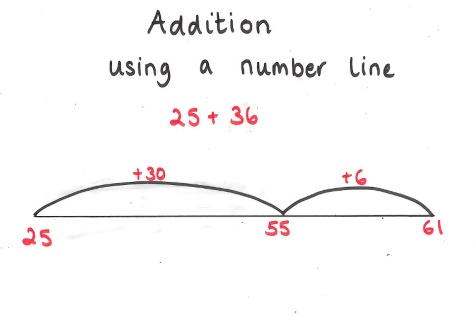 Addition
using a number line
25 + 36
+30 +6
25 55 61